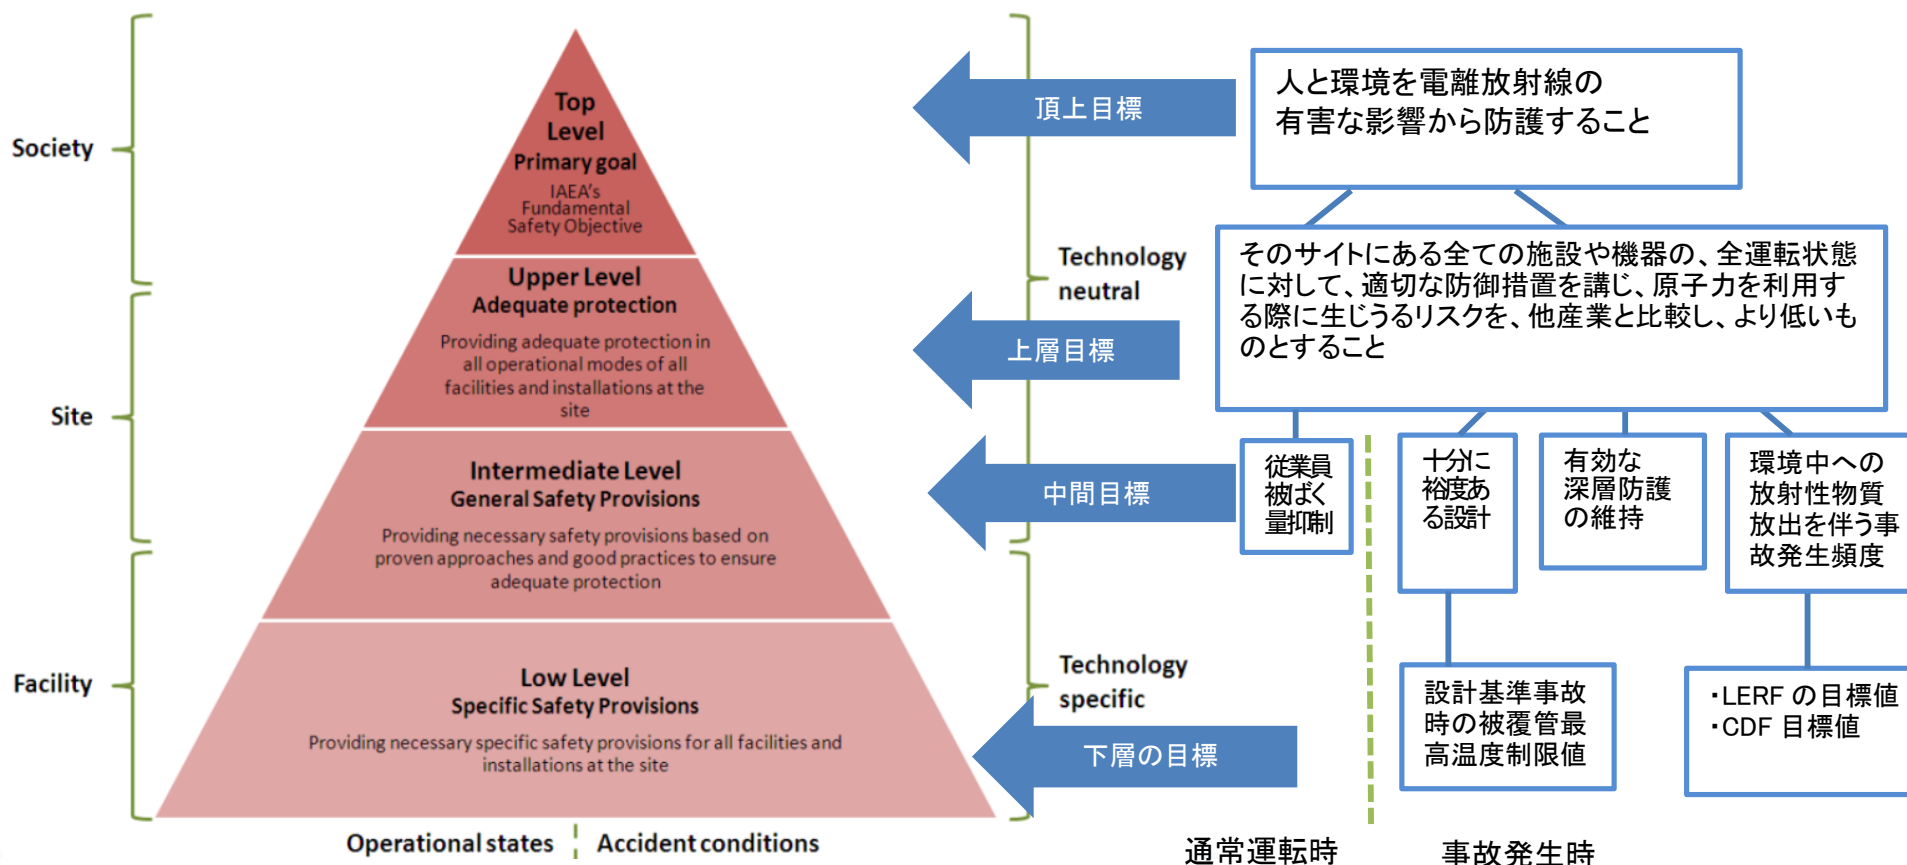 Society
Site
Facility
Top
Level
Primary goal
IAEA's
Fundamental
Safety Objective
Upper Level
Adequate protection
Providing adequate protection in
all operational modes of all
facilities and installations at the
site
Intermediate Level
General Safety Provisions
Providing necessary safety provisions based on
proven approaches and good practices to ensure
adequate protection
Low Level
Specific Safety Provisions
Providing necessary specific safety provisions for all facilities and
installations at the site
Operational states
Accident conditions
Technology
neutral
Technology
specific
頂上目標
上層目標
中間目標
下層の目標
人と環境を電離放射線の
有害な影響から防護すること
そのサイトにある全ての施設や機器の、全運転状態
に対して、適切な防御措置を講じ、原子力を利用す
る際に生じうるリスクを、他産業と比較し、より低いも
のとすること
従業員
被ばく
量抑制
十分に
裕度あ
る設計
有効な
深層防護
の維持
環境中への
放射性物質
放出を伴う事
故発生頻度
設計基準事故
時の被覆管最
高温度制限値
・LERF の目標値
・CDF 目標値
通常運転時
事故発生時